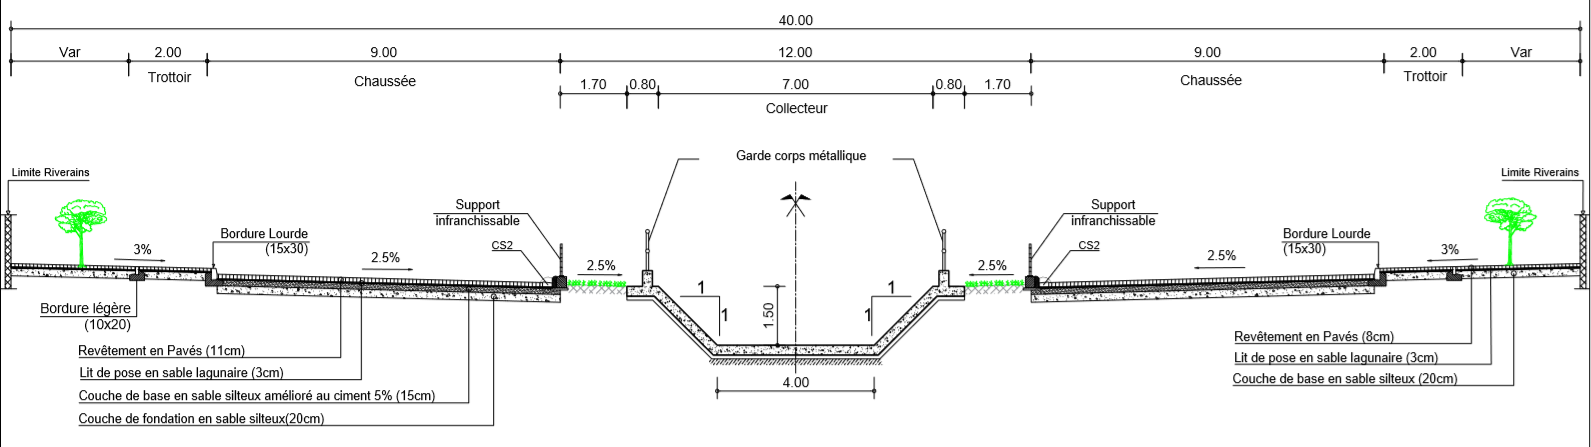 40.00
Var
2.00
9.00
12.00
9.00
2.00
Var
Trottoir
Chaussée
Chaussée
Trottoir
1.70
0.80
7.00
0.80
1.70
Collecteur
Garde corps métallique
Limite Riverains
Limite Riverains
Support
infranchissable
Support
infranchissable
Bordure Lourde
(15x30)
Bordure Lourde
(15x30)
CS2
CS2
3%
2.5%
2.5%
2.5%
2.5%
3%
1
1
1
1
1.50
Bordure légère
(10x20)
Revêtement en Pavés (11cm)
Lit de pose en sable lagunaire (3cm)
Couche de base en sable silteux amélioré au ciment 5% (15cm)
Couche de fondation en sable silteux(20cm)
4.00
Revêtement en Pavés (8cm)
Lit de pose en sable lagunaire (3cm)
Couche de base en sable silteux (20cm)